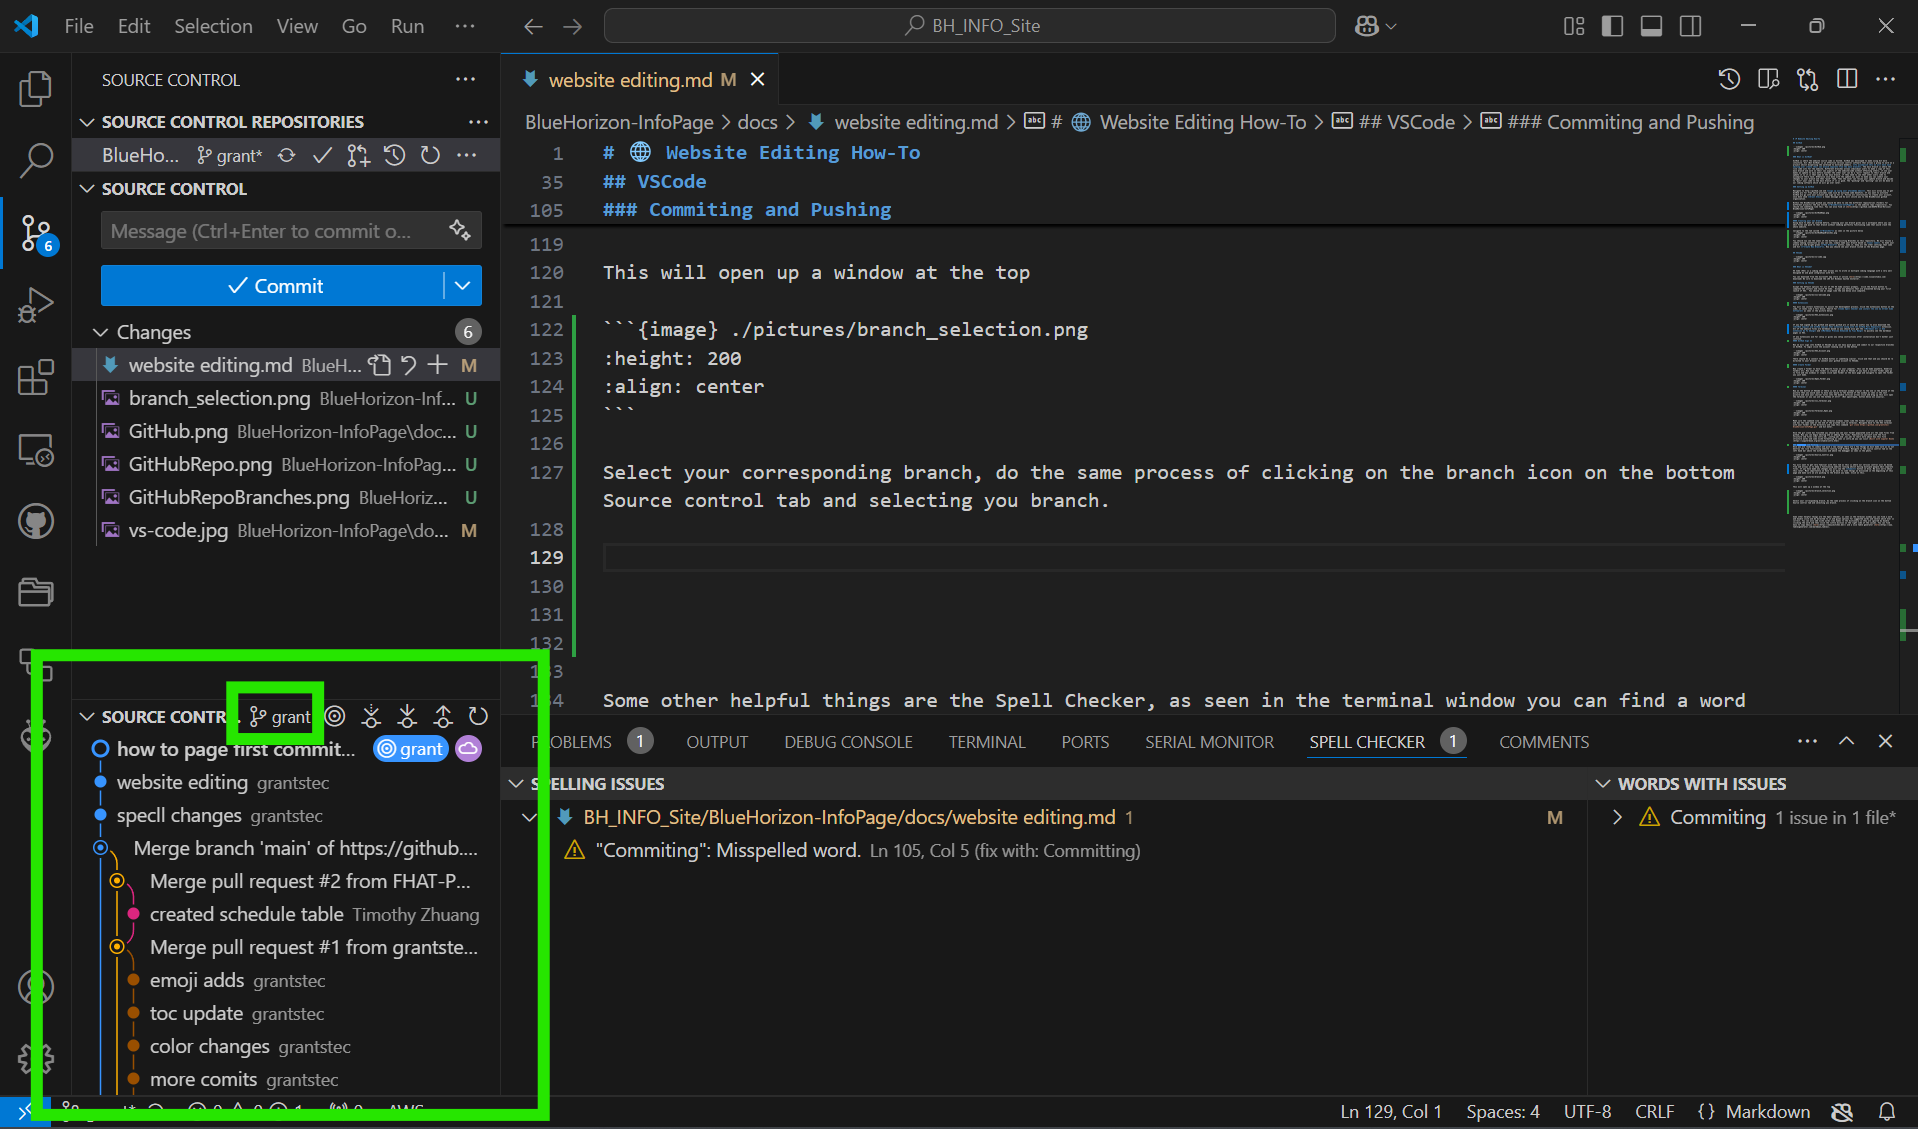 File Edit Selection View Go Run
BH_INFO_Site
SOURCE CONTROL
SOURCE CONTROL REPOSITORIES
BlueHo... grant*
SOURCE CONTROL
Message (Ctrl+Enter to commit o...
6
Commit
Changes 6
website editing.md BlueH... M
branch_selection.png BlueHorizon-Inf... U
GitHub.png BlueHorizon-InfoPage\doc... U
GitHubRepo.png BlueHorizon-InfoPag... U
GitHubRepoBranches.png BlueHoriz... U
vs-code.jpg BlueHorizon-InfoPage\do... M
SOURCE CONTR grant
how to page first commit... grant
website editing grantstec
specll changes grantstec
Merge branch 'main' of https://github....
Merge pull request #2 from FHAT-P...
created schedule table Timothy Zhuang
Merge pull request #1 from grantste...
emoji adds grantstec
toc update grantstec
color changes grantstec
more comits grantstec
website editing.md M
BlueHorizon-InfoPage > docs > website editing.md > abc # Website Editing How-To > abc ## VSCode > abc ### Commiting and Pushing
1 # Website Editing How-To
35 ## VSCode
105 ### Commiting and Pushing
119
120 This will open up a window at the top
121
122 ```{image} ./pictures/branch_selection.png
123 :height: 200
124 :align: center
125 ```
126
127 Select your corresponding branch, do the same process of clicking on the branch icon on the bottom
Source control tab and selecting you branch.
128
129
130
131
132
Some other helpful things are the Spell Checker, as seen in the terminal window you can find a word
PROBLEMS 1 OUTPUT DEBUG CONSOLE TERMINAL PORTS SERIAL MONITOR SPELL CHECKER 1 COMMENTS
SPELLING ISSUES
BH_INFO_Site/BlueHorizon-InfoPage/docs/website editing.md 1 M
"Commiting": Misspelled word. Ln 105, Col 5 (fix with: Committing)
WORDS WITH ISSUES
Commiting 1 issue in 1 file*
Ln 129, Col 1 Spaces: 4 UTF-8 CRLF {} Markdown